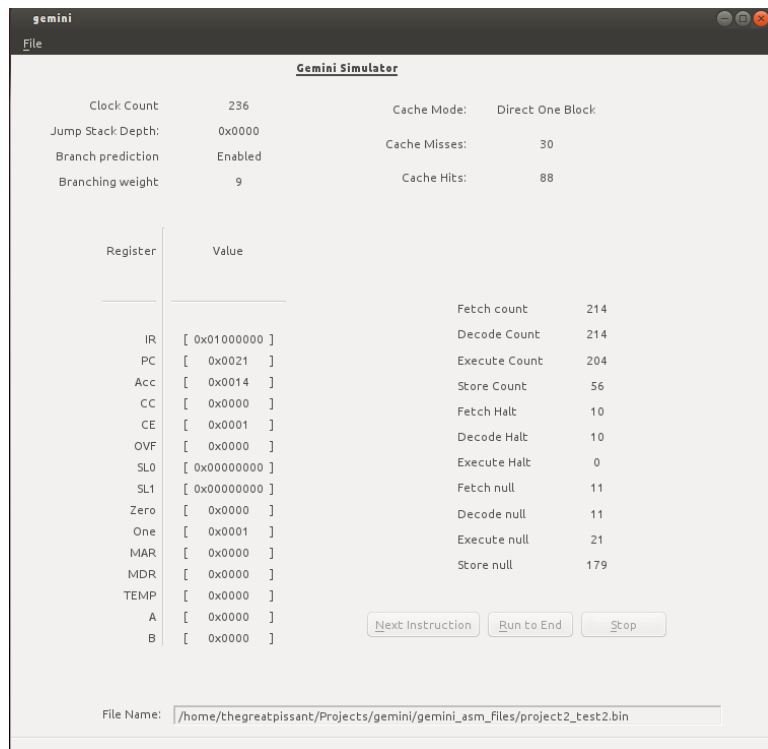 gemini
File
Gemini Simulator
Clock Count 236
Jump Stack Depth: 0x0000
Branch prediction Enabled
Branching weight 9
Cache Mode: Direct One Block
Cache Misses: 30
Cache Hits: 88
Register Value
IR [ 0x01000000 ]
PC [ 0x0021 ]
Acc [ 0x0014 ]
CC [ 0x0000 ]
CE [ 0x0001 ]
OVF [ 0x0000 ]
SL0 [ 0x00000000 ]
SL1 [ 0x00000000 ]
Zero [ 0x0000 ]
One [ 0x0001 ]
MAR [ 0x0000 ]
MDR [ 0x0000 ]
TEMP [ 0x0000 ]
A [ 0x0000 ]
B [ 0x0000 ]
Fetch count 214
Decode Count 214
Execute Count 204
Store Count 56
Fetch Halt 10
Decode Halt 10
Execute Halt 0
Fetch null 11
Decode null 11
Execute null 21
Store null 179
Next Instruction Run to End Stop
File Name: /home/thegreatpissant/Projects/gemini/gemini_asm_files/project2_test2.bin